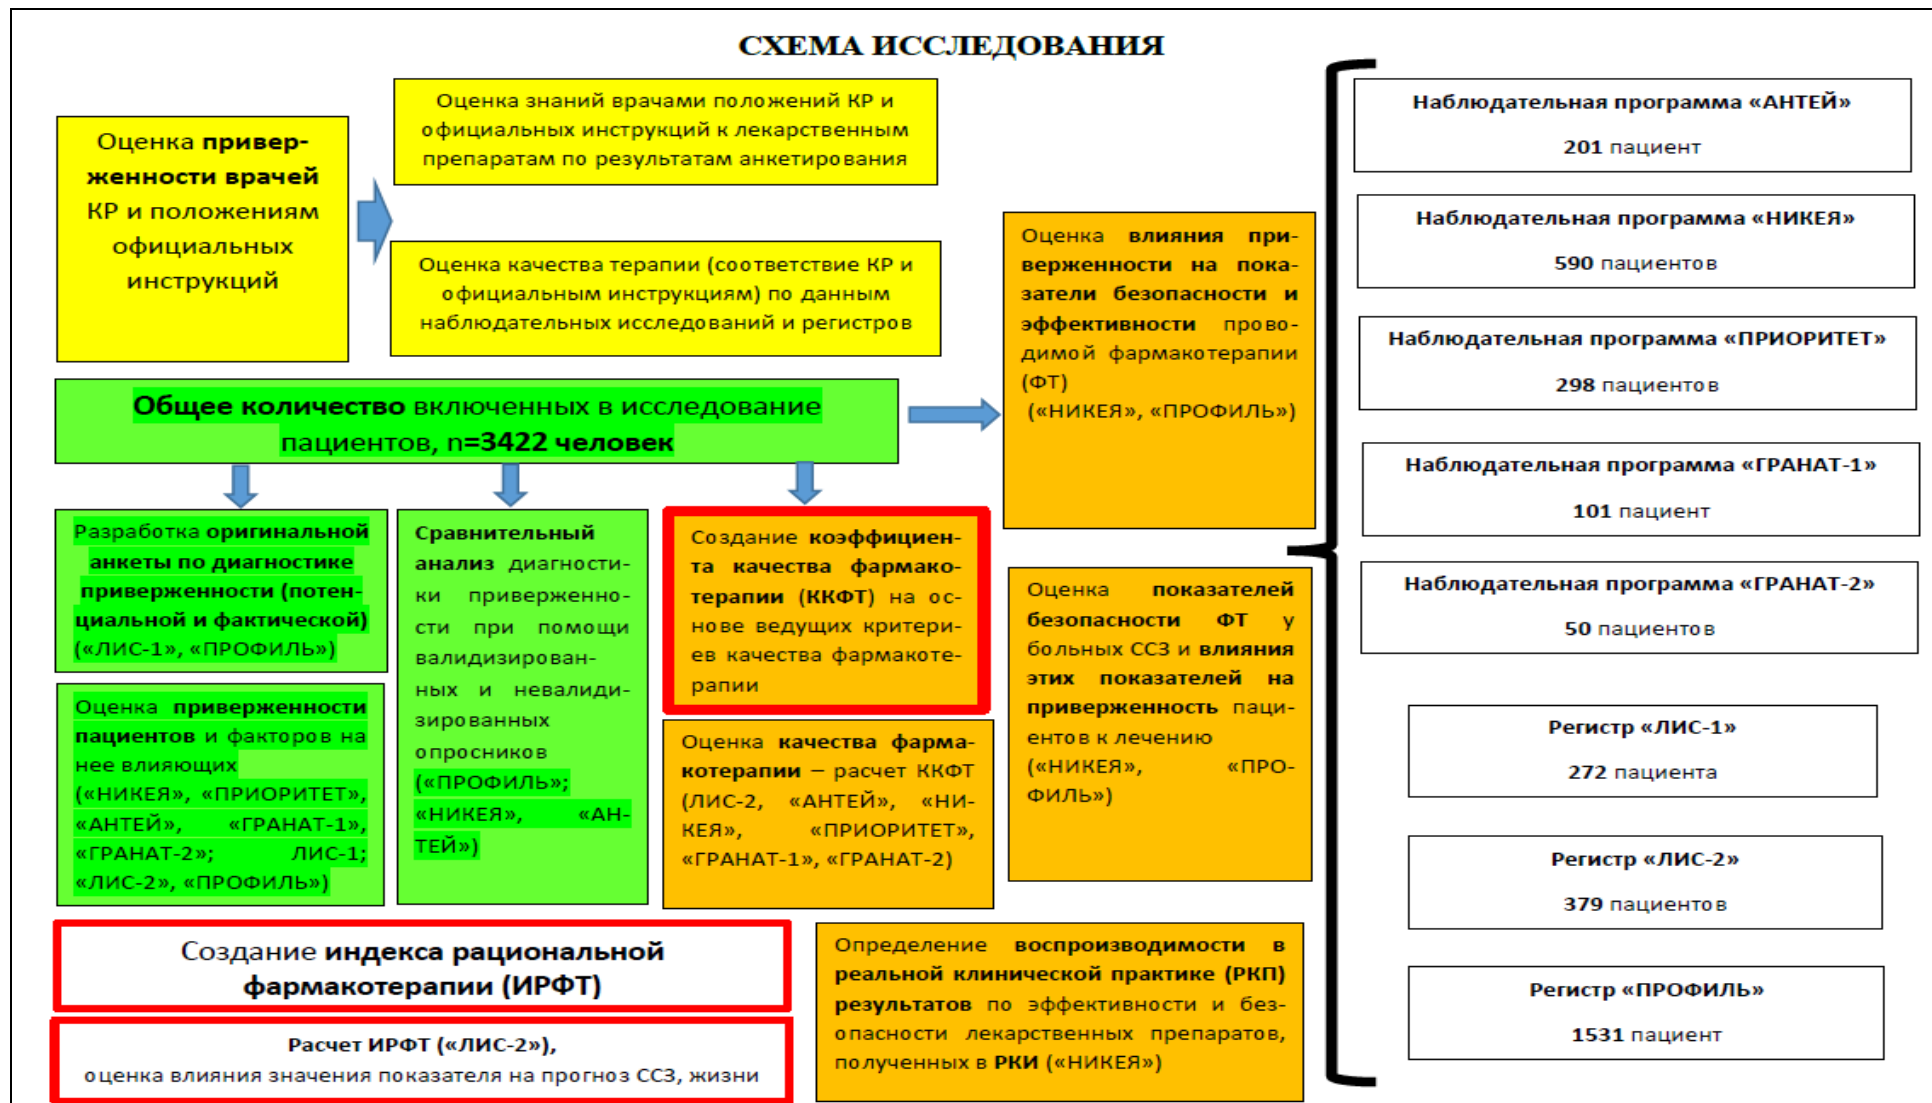 СХЕМА ИССЛЕДОВАНИЯ
Оценка привер-
женности врачей
КР и положениям
официальных
инструкций
Оценка знаний врачами положений КР и
официальных инструкций к лекарственным
препаратам по результатам анкетирования
Оценка качества терапии (соответствие КР и
официальным инструкциям) по данным
наблюдательных исследований и регистров
Общее количество включенных в исследование
пациентов, n=3422 человек
Разработка оригинальной
анкеты по диагностике
приверженности (потен-
циальной и фактической)
(«ЛИС-1», «ПРОФИЛЬ»)
Оценка приверженности
пациентов и факторов на
нее влияющих
(«НИКЕЯ», «ПРИОРИТЕТ»,
«АНТЕЙ», «ГРАНАТ-1»,
«ГРАНАТ-2»; ЛИС-1;
«ЛИС-2», «ПРОФИЛЬ»)
Сравнительный
анализ диагности-
ки приверженно-
сти при помощи
валидизирован-
ных и невалиди-
зированных
опросников
(«ПРОФИЛЬ»;
«НИКЕЯ», «АН-
ТЕЙ»)
Создание коэффициен-
та качества фармако-
терапии (ККФТ) на ос-
нове ведущих критери-
ев качества фармакоте-
рапии
Оценка качества фарма-
котерапии – расчет ККФТ
(ЛИС-2, «АНТЕЙ», «НИ-
КЕЯ», «ПРИОРИТЕТ»,
«ГРАНАТ-1», «ГРАНАТ-2)
Оценка влияния при-
верженности на пока-
затели безопасности и
эффективности прово-
димой фармакотерапии
(ФТ)
(«НИКЕЯ», «ПРОФИЛЬ»)
Оценка показателей
безопасности ФТ у
больных ССЗ и влияния
этих показателей на
приверженность паци-
ентов к лечению
(«НИКЕЯ», «ПРО-
ФИЛЬ»)
Создание индекса рациональной
фармакотерапии (ИРФТ)
Расчет ИРФТ («ЛИС-2»),
оценка влияния значения показателя на прогноз ССЗ, жизни
Определение воспроизводимости в
реальной клинической практике (РКП)
результатов по эффективности и без-
опасности лекарственных препаратов,
полученных в РКИ («НИКЕЯ»)
Наблюдательная программа «АНТЕЙ»
201 пациент
Наблюдательная программа «НИКЕЯ»
590 пациентов
Наблюдательная программа «ПРИОРИТЕТ»
298 пациентов
Наблюдательная программа «ГРАНАТ-1»
101 пациент
Наблюдательная программа «ГРАНАТ-2»
50 пациентов
Регистр «ЛИС-1»
272 пациента
Регистр «ЛИС-2»
379 пациентов
Регистр «ПРОФИЛЬ»
1531 пациент